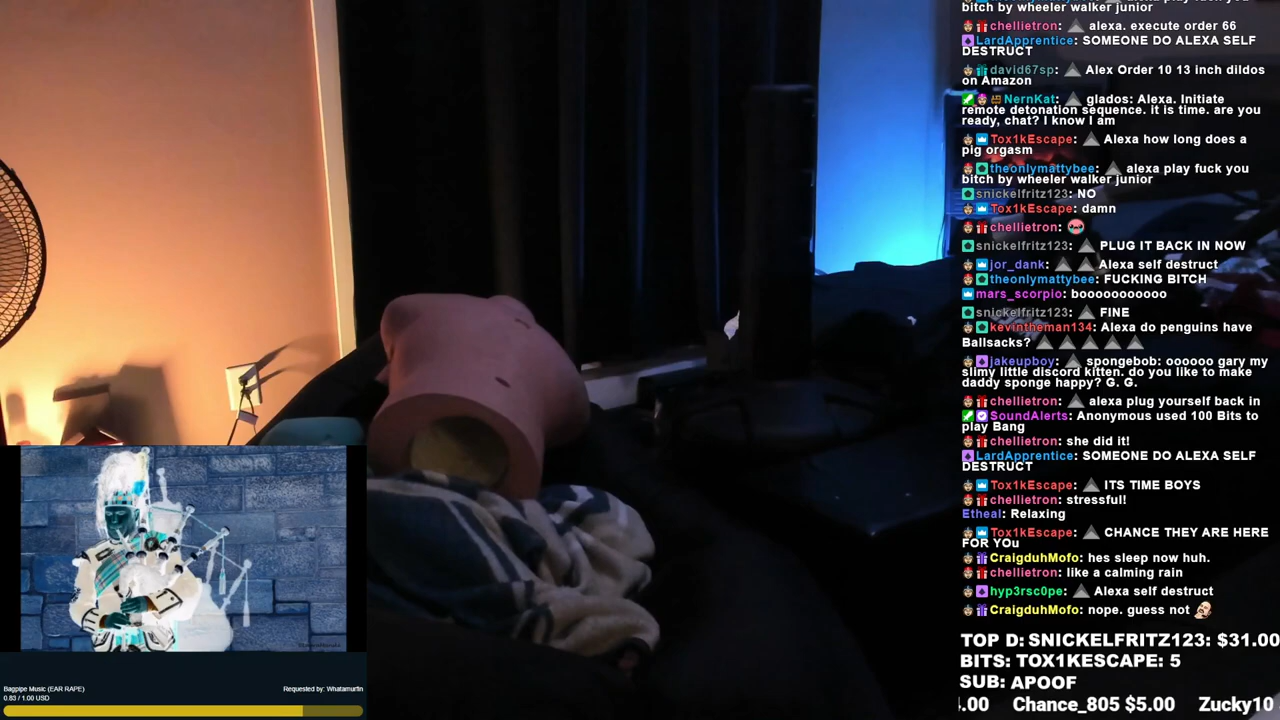 bitch by wheeler walker junior
chellietron: alexa. execute order 66
LardApprentice: SOMEONE DO ALEXA SELF
DESTRUCT
david67sp: Alex Order 10 13 inch dildos
on Amazon
NernKat: glados: Alexa. Initiate
remote detonation sequence. it is time. are you
ready, chat? I know I am
Tox1kEscape: Alexa how long does a
pig orgasm
theonlymattybee: alexa play fuck you
bitch by wheeler walker junior
snickelfritz123: NO
Tox1kEscape: damn
chellietron:
snickelfritz123: PLUG IT BACK IN NOW
jor_dank: Alexa self destruct
theonlymattybee: FUCKING BITCH
mars_scorpio: booooooooooo
snickelfritz123: FINE
kevintheman134: Alexa do penguins have
Ballsacks?
jakeupboy: spongebob: oooooo gary my
slimy little discord kitten. do you like to make
daddy sponge happy? G. G.
chellietron: alexa plug yourself back in
SoundAlerts: Anonymous used 100 Bits to
play Bang
chellietron: she did it!
LardApprentice: SOMEONE DO ALEXA SELF
DESTRUCT
Tox1kEscape: ITS TIME BOYS
chellietron: stressful!
Etheal: Relaxing
Tox1kEscape: CHANCE THEY ARE HERE
FOR YOu
CraigduhMofo: hes sleep now huh.
chellietron: like a calming rain
hyp3rsc0pe: Alexa self destruct
CraigduhMofo: nope. guess not
TOP D: SNICKELFRITZ123: $31.00
BITS: TOX1KESCAPE: 5
SUB: APOOF
.00 Chance_805 $5.00 Zucky10
Bagpipe Music (EAR RAPE) Requested by: Whatamurfin
0.83 / 1.00 USD